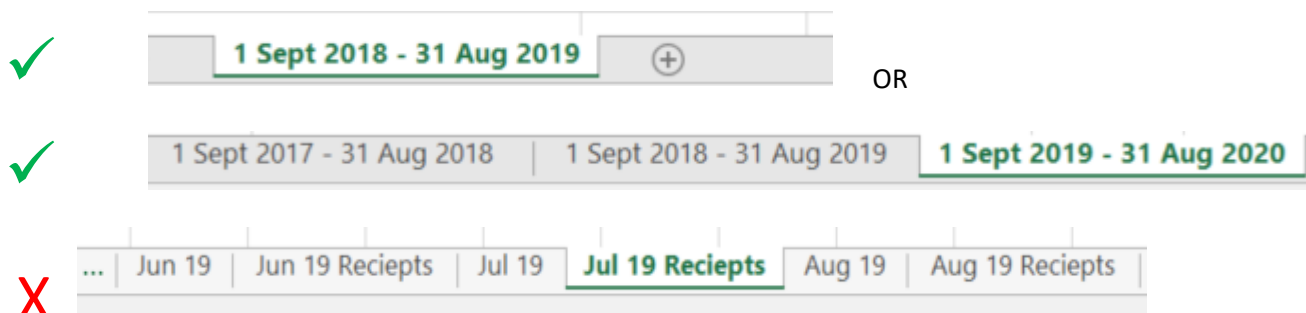 ✓ 1 Sept 2018 - 31 Aug 2019
OR
✓ 1 Sept 2017 - 31 Aug 2018 | 1 Sept 2018 - 31 Aug 2019 | 1 Sept 2019 - 31 Aug 2020
X ... | Jun 19 | Jun 19 Reciepts | Jul 19 | Jul 19 Reciepts | Aug 19 | Aug 19 Reciepts